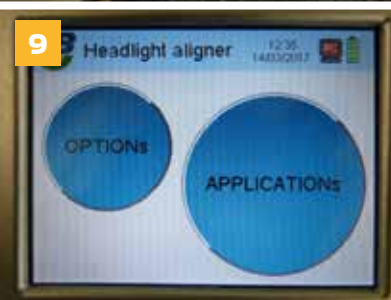 9
Headlight aligner
12:35
14/03/2017
OPTIONs
APPLICATIONs